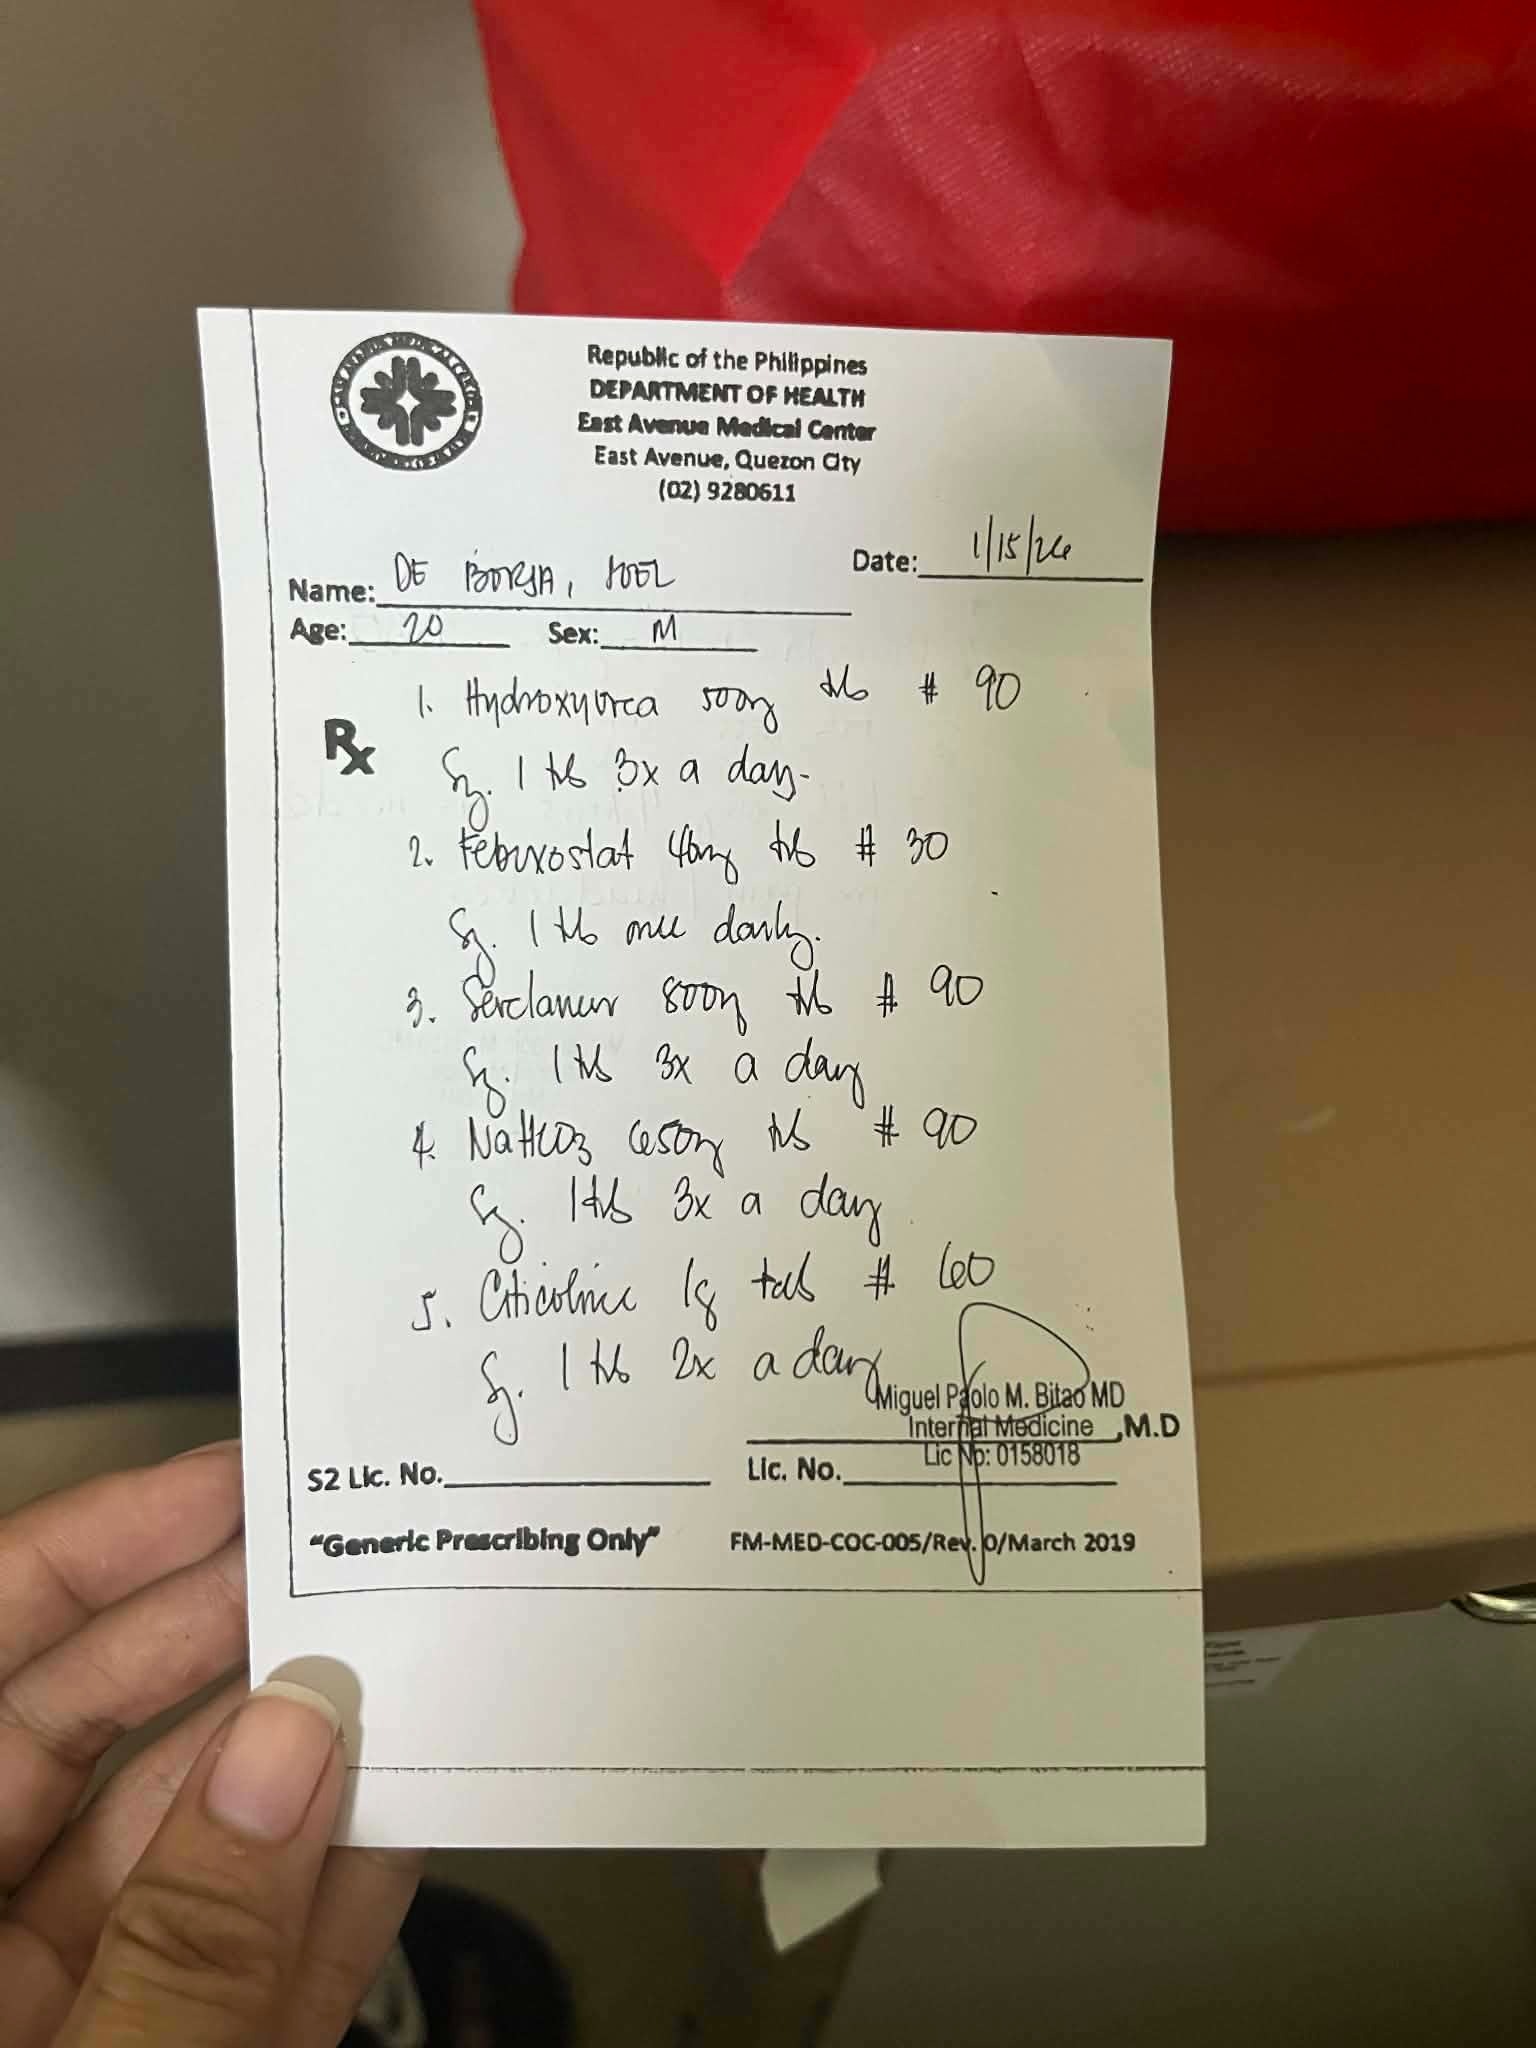 Republic of the Philippines
DEPARTMENT OF HEALTH
East Avenue Medical Center
East Avenue, Quezon City
(02) 9280611
Name: DE BORJA, JOEL Date: 1/15/26
Age: 20 Sex: M
Rx
1. Hydroxyurea 500mg tab # 90
Sig. 1 tab 3x a day
2. Febuxostat 40mg tab # 30
Sig. 1 tab once daily.
3. 800mg tab # 90
Sig. 1 tab 3x a day
4. NaHCO3 650mg tab # 90
Sig. 1 tab 3x a day
5. Citicoline 1g tab # 60
Sig. 1 tab 2x a day
Miguel Paolo M. Bitao MD
Internal Medicine ,M.D
Lic No: 0158018
S2 Lic. No. Lic. No.
"Generic Prescribing Only" FM-MED-COC-005/Rev. 0/March 2019